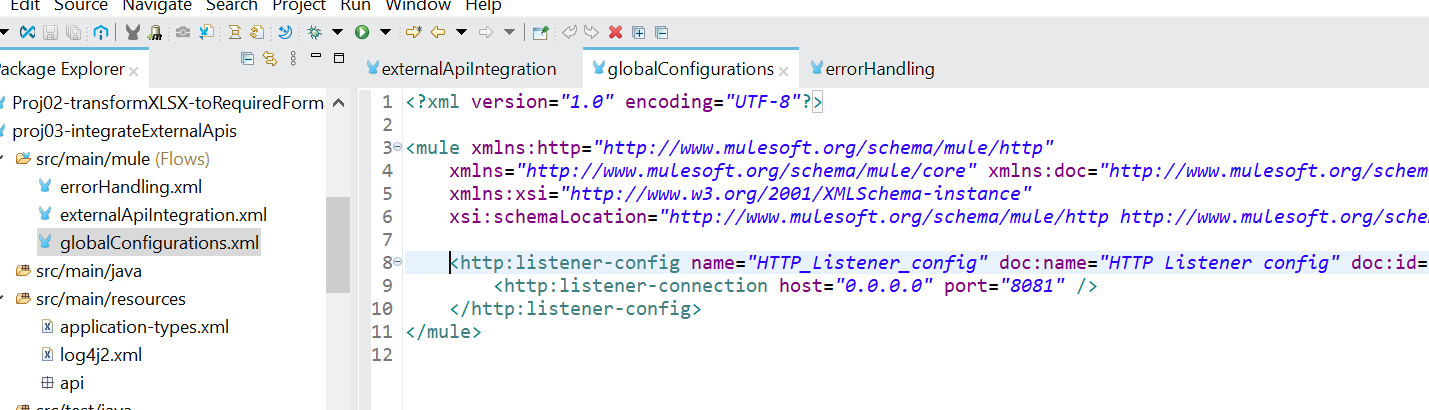 Edit Source Navigate Search Project Run Window Help
Package Explorer
externalApiIntegration globalConfigurations errorHandling
Proj02-transformXLSX-toRequiredForm
proj03-integrateExternalApis
src/main/mule (Flows)
errorHandling.xml
externalApiIntegration.xml
globalConfigurations.xml
src/main/java
src/main/resources
application-types.xml
log4j2.xml
api
src/test/java
1 <?xml version="1.0" encoding="UTF-8"?>
2
3 <mule xmlns:http="http://www.mulesoft.org/schema/mule/http"
4 xmlns="http://www.mulesoft.org/schema/mule/core" xmlns:doc="http://www.mulesoft.org/schem
5 xmlns:xsi="http://www.w3.org/2001/XMLSchema-instance"
6 xsi:schemaLocation="http://www.mulesoft.org/schema/mule/http http://www.mulesoft.org/sche
7
8 <http:listener-config name="HTTP_Listener_config" doc:name="HTTP Listener config" doc:id=
9 <http:listener-connection host="0.0.0.0" port="8081" />
10 </http:listener-config>
11 </mule>
12